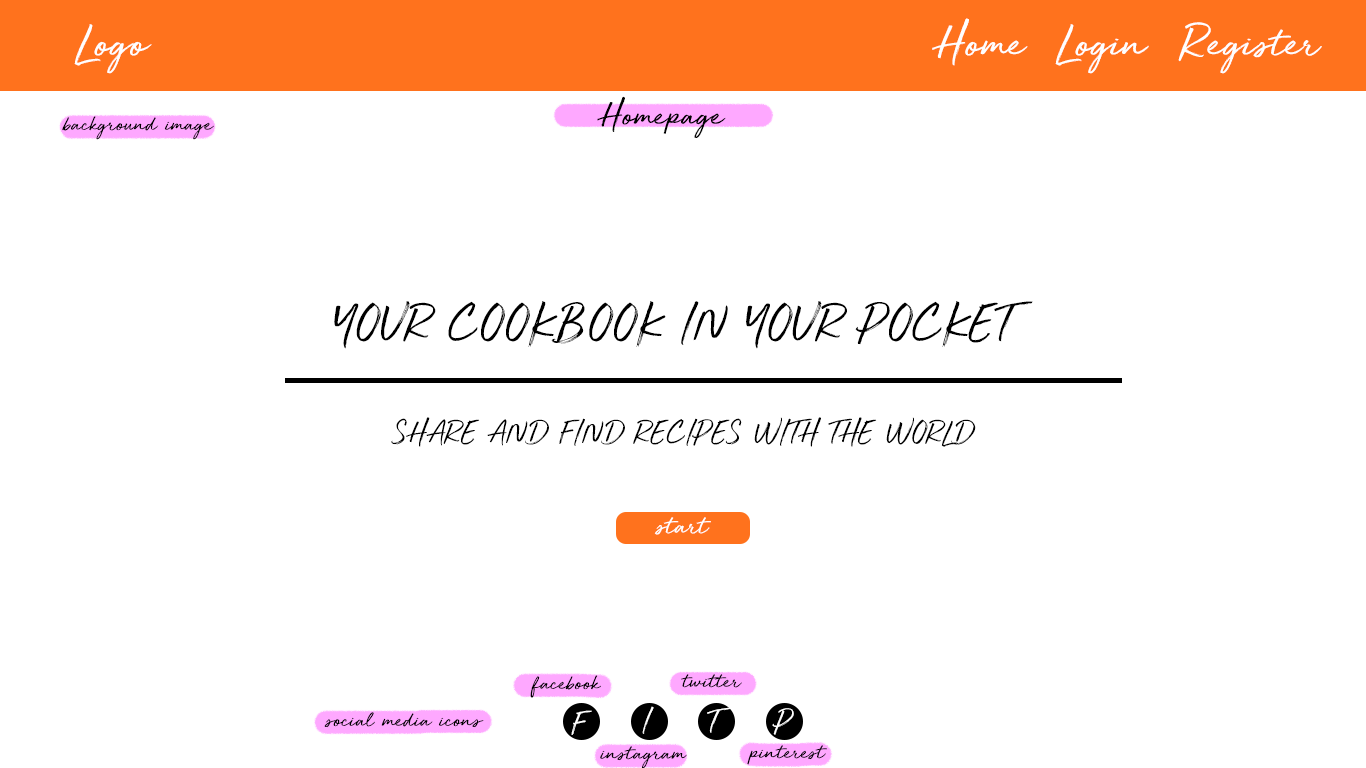 Logo
Home Login Register
background image
Homepage
YOUR COOKBOOK IN YOUR POCKET
SHARE AND FIND RECIPES WITH THE WORLD
start
facebook
twitter
social media icons
F I T P
instagram
pinterest